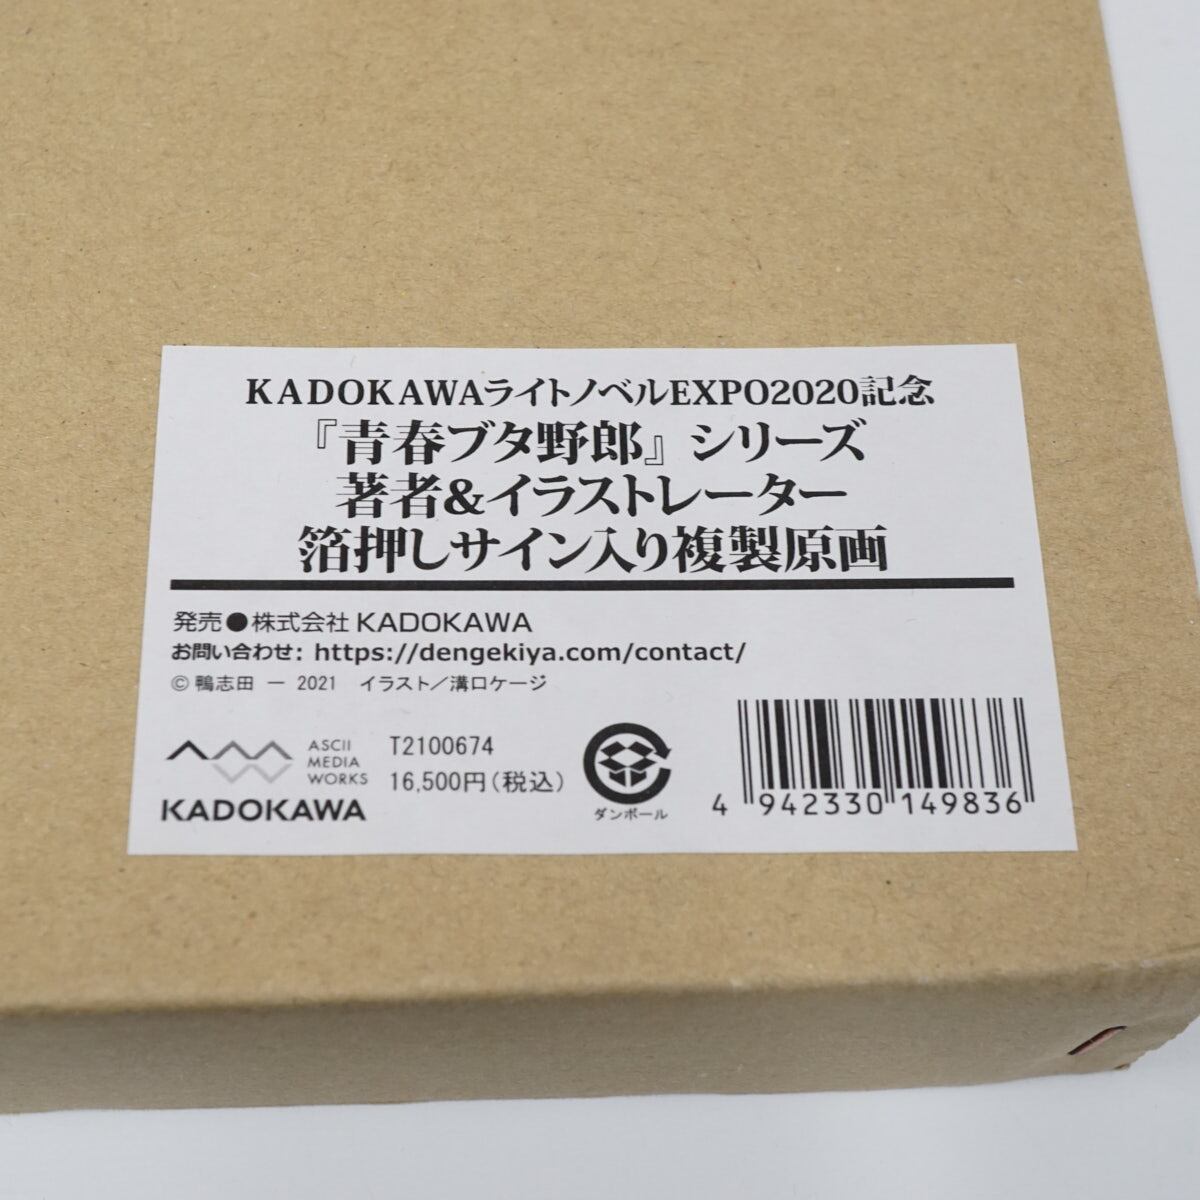 KADOKAWAライトノベルEXPO2020記念
『青春ブタ野郎』シリーズ
著者&イラストレーター
箔押しサイン入り複製原画
発売●株式会社 KADOKAWA
お問い合わせ: https://dengekiya.com/contact/
© 鴨志田 一 2021 イラスト／溝口ケージ
ASCII
MEDIA
WORKS
KADOKAWA
T2100674
16,500円(税込)
ダンボール
4 942330 149836